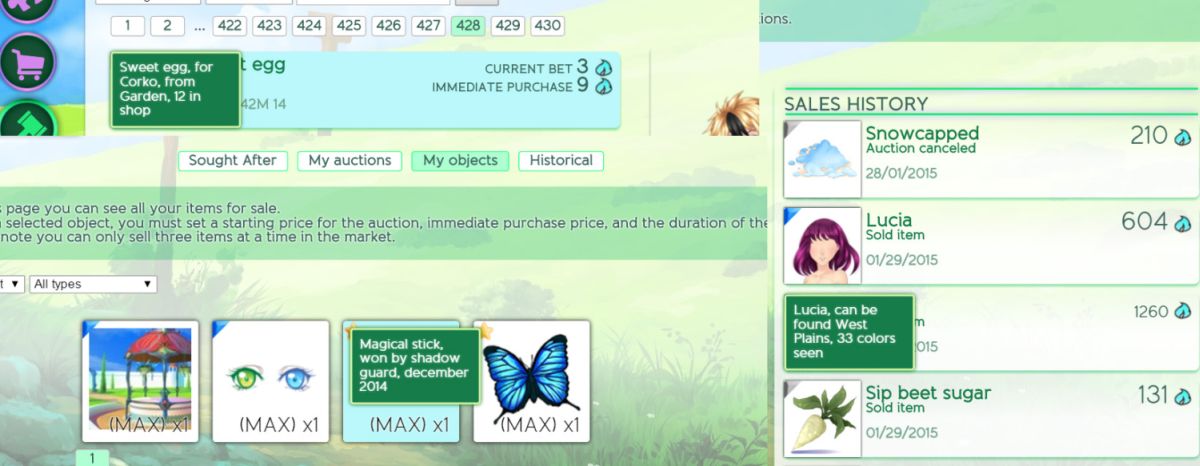 1 2 ... 422 423 424 425 426 427 428 429 430
Sweet egg, for
Corko, from
Garden, 12 in
shop
t egg
42M 14
CURRENT BET 3
IMMEDIATE PURCHASE 9
Sought After My auctions My objects Historical
s page you can see all your items for sale.
selected object, you must set a starting price for the auction, immediate purchase price, and the duration of the
note you can only sell three items at a time in the market.
t All types
(MAX) x1
(MAX) x1
Magical stick,
won by shadow
guard, december
2014
(MAX) x1
(MAX) x1
1
ions.
SALES HISTORY
Snowcapped
Auction canceled
28/01/2015
210
Lucia
Sold item
01/29/2015
604
Lucia, can be
found West
Plains, 33 colors
seen
m
015
1260
Sip beet sugar
Sold item
01/29/2015
131